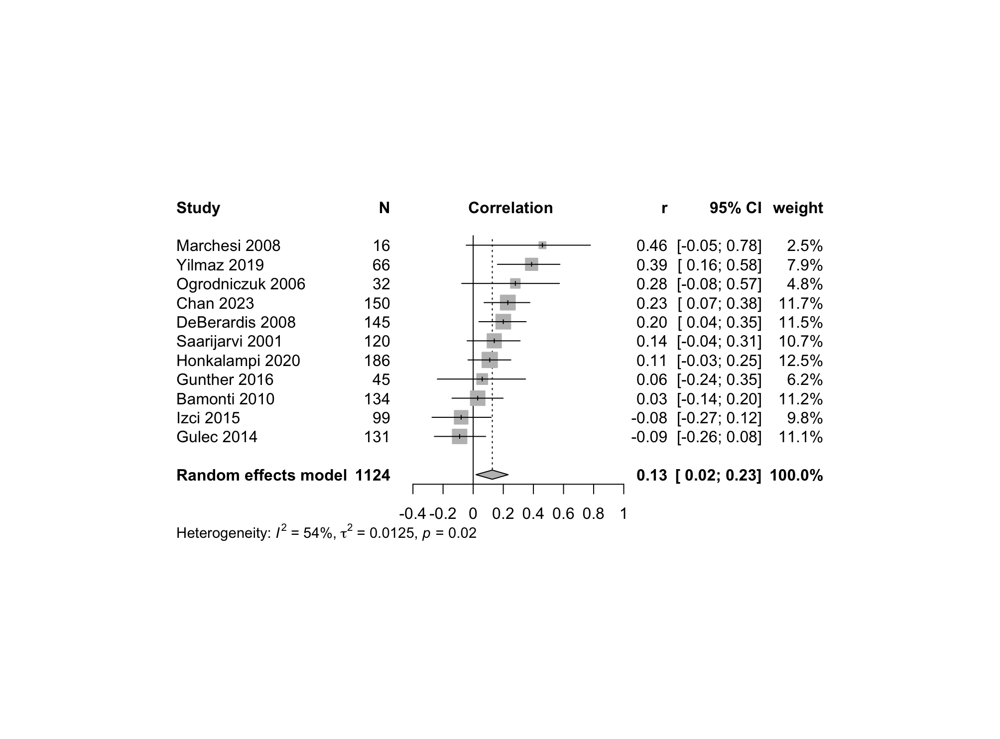 Study N Correlation r 95% CI weight
Marchesi 2008 16 0.46 [-0.05; 0.78] 2.5%
Yilmaz 2019 66 0.39 [ 0.16; 0.58] 7.9%
Ogrodniczuk 2006 32 0.28 [-0.08; 0.57] 4.8%
Chan 2023 150 0.23 [ 0.07; 0.38] 11.7%
DeBerardis 2008 145 0.20 [ 0.04; 0.35] 11.5%
Saarijarvi 2001 120 0.14 [-0.04; 0.31] 10.7%
Honkalampi 2020 186 0.11 [-0.03; 0.25] 12.5%
Gunther 2016 45 0.06 [-0.24; 0.35] 6.2%
Bamonti 2010 134 0.03 [-0.14; 0.20] 11.2%
Izci 2015 99 -0.08 [-0.27; 0.12] 9.8%
Gulec 2014 131 -0.09 [-0.26; 0.08] 11.1%
Random effects model 1124 0.13 [ 0.02; 0.23] 100.0%
-0.4 -0.2 0 0.2 0.4 0.6 0.8 1
Heterogeneity: I² = 54%, τ² = 0.0125, p = 0.02